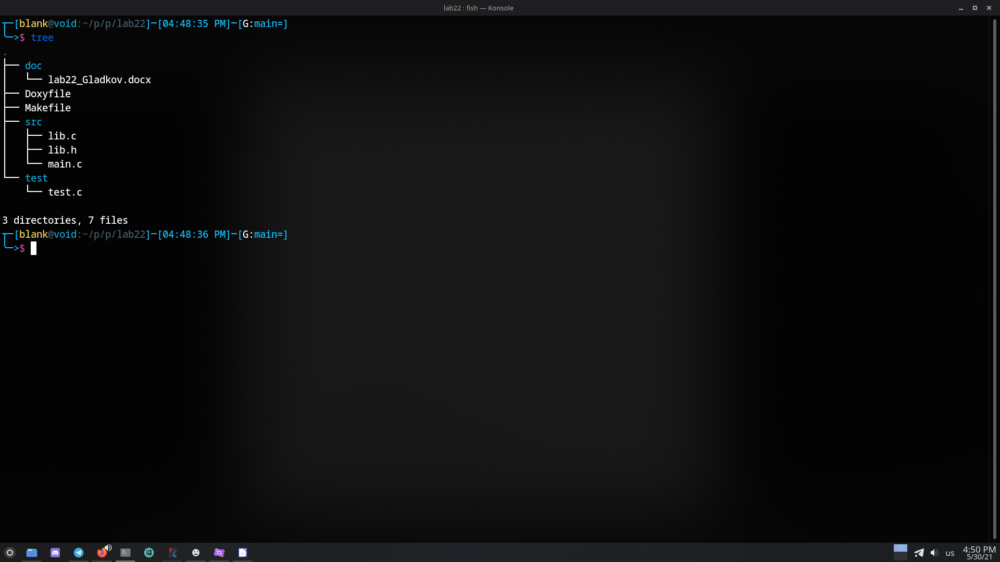 lab22 : fish — Konsole
[blank@void:~/p/p/lab22]─[04:48:35 PM]─[G:main=]
╰─>$ tree
.
├── doc
│   └── lab22_Gladkov.docx
├── Doxyfile
├── Makefile
├── src
│   ├── lib.c
│   ├── lib.h
│   └── main.c
└── test
    └── test.c
3 directories, 7 files
[blank@void:~/p/p/lab22]─[04:48:36 PM]─[G:main=]
╰─>$
us
4:50 PM
5/30/21